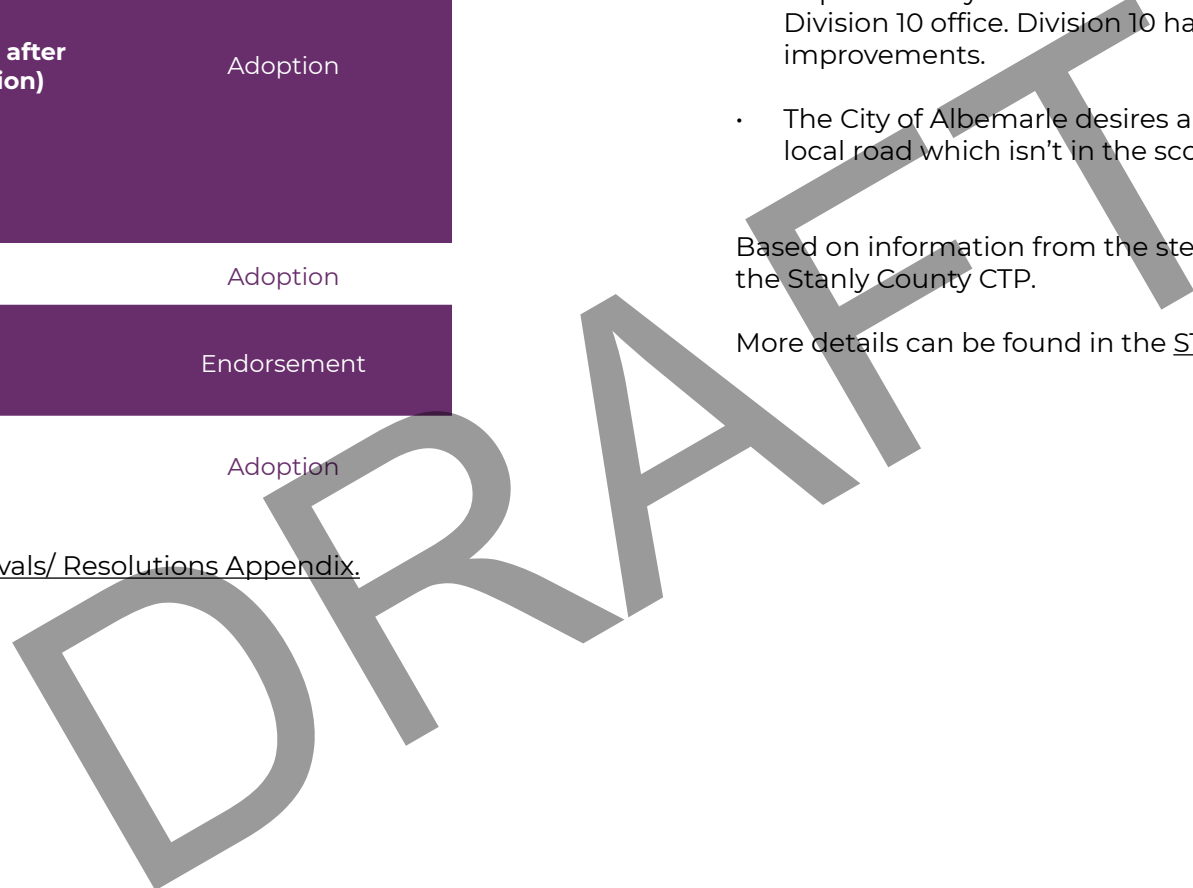 after
ion)
Adoption
Adoption
Endorsement
Adoption
vals/ Resolutions Appendix.
Division 10 office. Division 10 ha
improvements.
• The City of Albemarle desires a
local road which isn't in the sco
Based on information from the ste
the Stanly County CTP.
More details can be found in the S
DRAFT